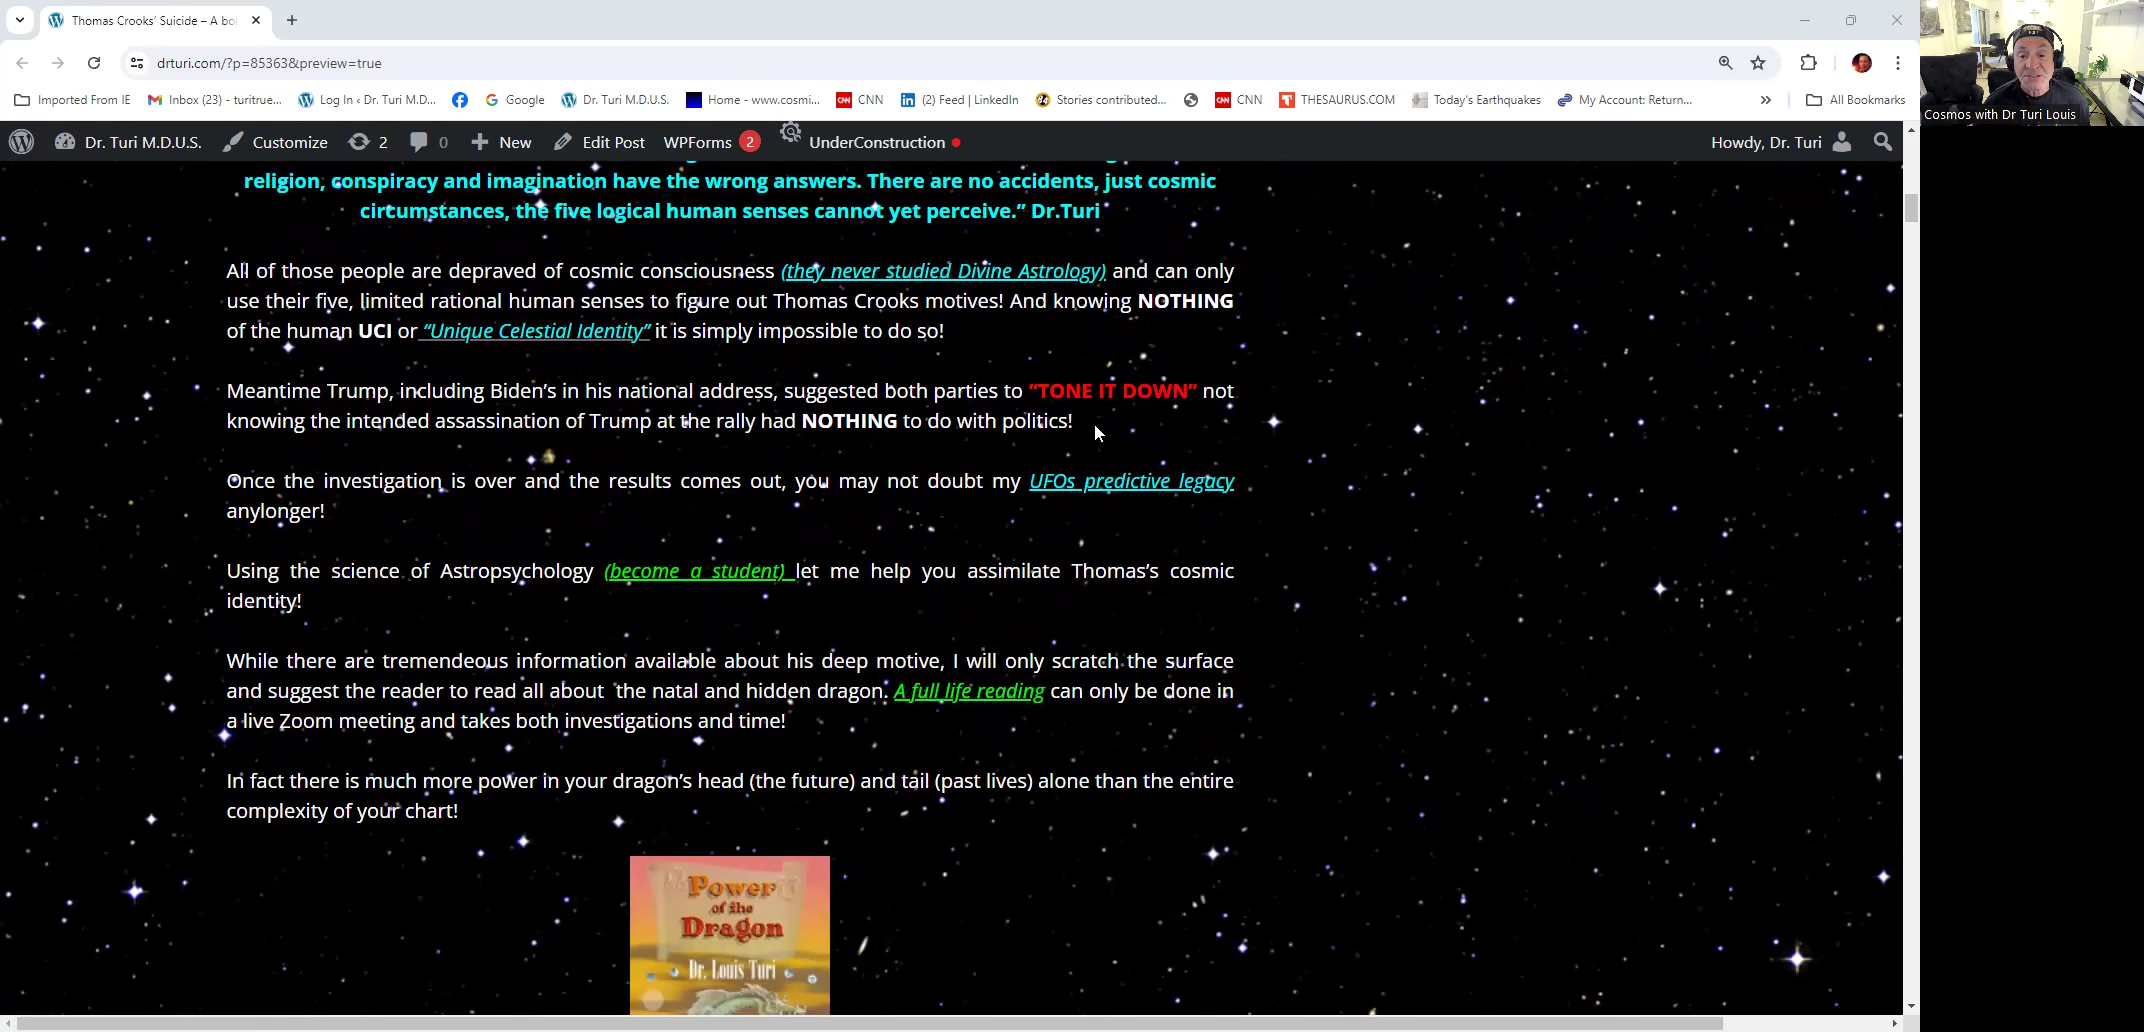 Thomas Crooks' Suicide – A bo
drturi.com/?p=85363&preview=true
Imported From IE
Inbox (23) - turitrue...
Log In ‹ Dr. Turi M.D...
Google
Dr. Turi M.D.U.S.
Home - www.cosmi...
CNN
(2) Feed | LinkedIn
Stories contributed...
CNN
THESAURUS.COM
Today's Earthquakes
My Account: Return...
All Bookmarks
Cosmos with Dr Turi Louis
Dr. Turi M.D.U.S.
Customize
2
0
New
Edit Post
WPForms 2
UnderConstruction
Howdy, Dr. Turi
religion, conspiracy and imagination have the wrong answers. There are no accidents, just cosmic
circumstances, the five logical human senses cannot yet perceive.” Dr.Turi
All of those people are depraved of cosmic consciousness (they never studied Divine Astrology) and can only
use their five, limited rational human senses to figure out Thomas Crooks motives! And knowing NOTHING
of the human UCI or “Unique Celestial Identity” it is simply impossible to do so!
Meantime Trump, including Biden’s in his national address, suggested both parties to “TONE IT DOWN” not
knowing the intended assassination of Trump at the rally had NOTHING to do with politics!
Once the investigation is over and the results comes out, you may not doubt my UFOs predictive legacy
anylonger!
Using the science of Astropsychology (become a student) let me help you assimilate Thomas’s cosmic
identity!
While there are tremendeous information available about his deep motive, I will only scratch the surface
and suggest the reader to read all about the natal and hidden dragon. A full life reading can only be done in
a live Zoom meeting and takes both investigations and time!
In fact there is much more power in your dragon’s head (the future) and tail (past lives) alone than the entire
complexity of your chart!
Power
of the
Dragon
Dr. Louis Turi